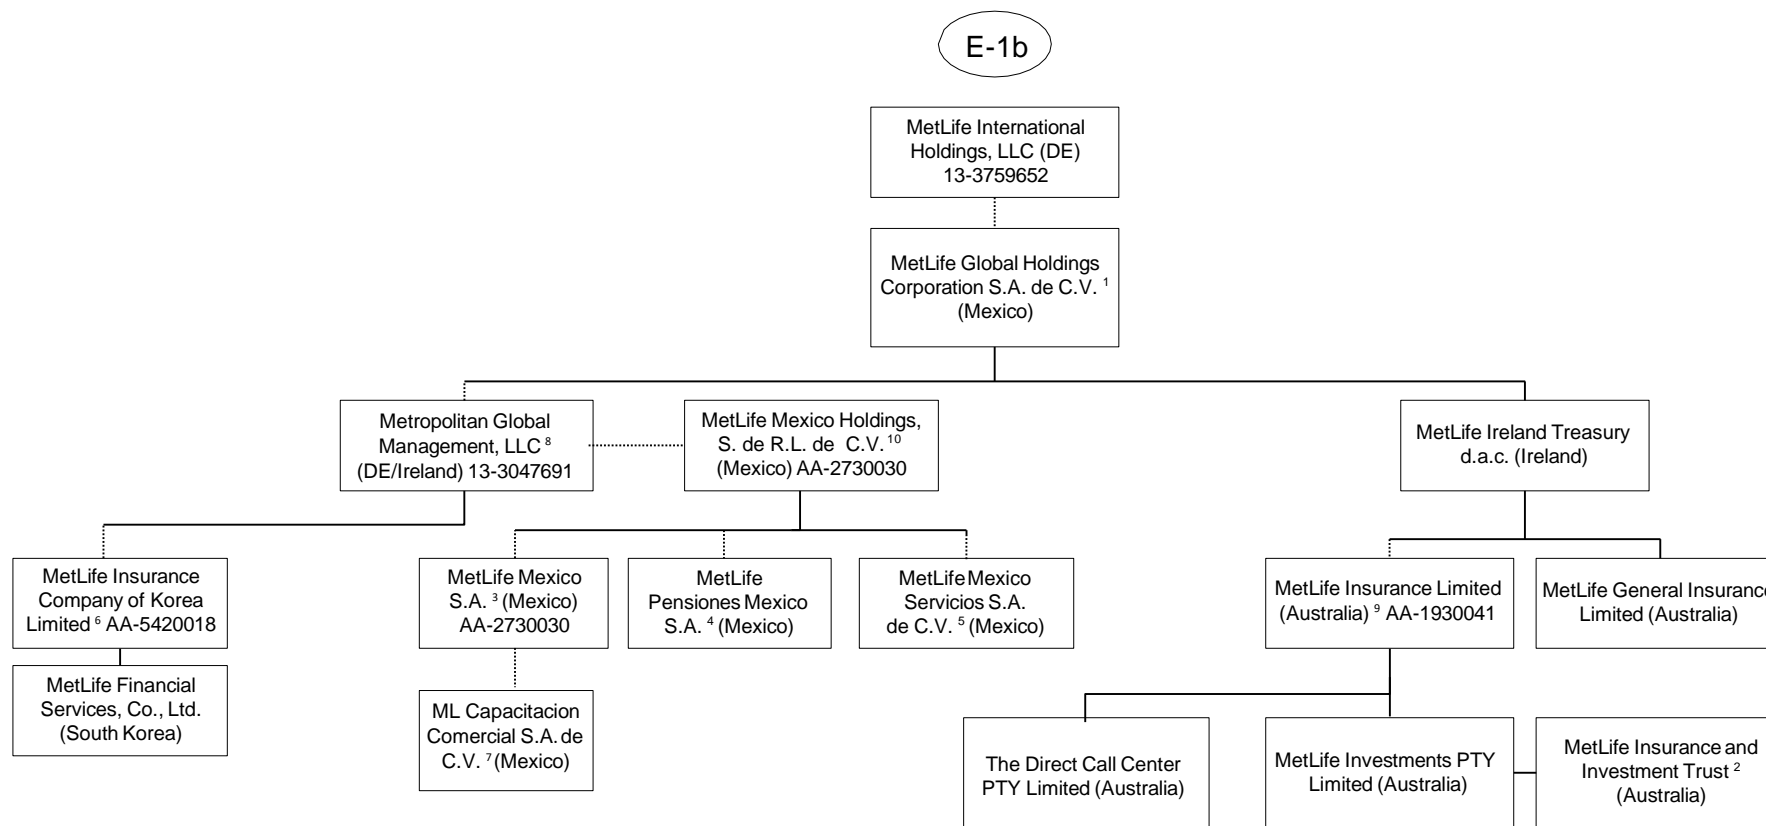 E-1b
MetLife International
Holdings, LLC (DE)
13-3759652
MetLife Global Holdings
Corporation S.A. de C.V. 1
(Mexico)
Metropolitan Global
Management, LLC 8
(DE/Ireland) 13-3047691
MetLife Mexico Holdings,
S. de R.L. de C.V. 10
(Mexico) AA-2730030
MetLife Ireland Treasury
d.a.c. (Ireland)
MetLife Insurance
Company of Korea
Limited 6 AA-5420018
MetLife Mexico
S.A. 3 (Mexico)
AA-2730030
MetLife
Pensiones Mexico
S.A. 4 (Mexico)
MetLife Mexico
Servicios S.A.
de C.V. 5 (Mexico)
MetLife Insurance Limited
(Australia) 9 AA-1930041
MetLife General Insurance
Limited (Australia)
MetLife Financial
Services, Co., Ltd.
(South Korea)
ML Capacitacion
Comercial S.A. de
C.V. 7 (Mexico)
The Direct Call Center
PTY Limited (Australia)
MetLife Investments PTY
Limited (Australia)
MetLife Insurance and
Investment Trust 2
(Australia)